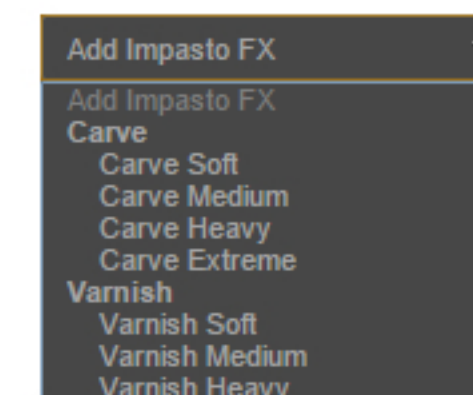 Add Impasto FX
Add Impasto FX
Carve
Carve Soft
Carve Medium
Carve Heavy
Carve Extreme
Varnish
Varnish Soft
Varnish Medium
Varnish Heavy